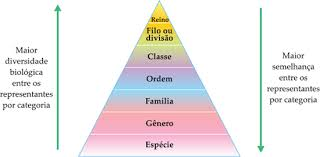 Maior
diversidade
biológica
entre os
representantes
por categoria
Reino
Filo ou
divisão
Classe
Ordem
Família
Gênero
Espécie
Maior
semelhança
entre os
representantes
por categoria